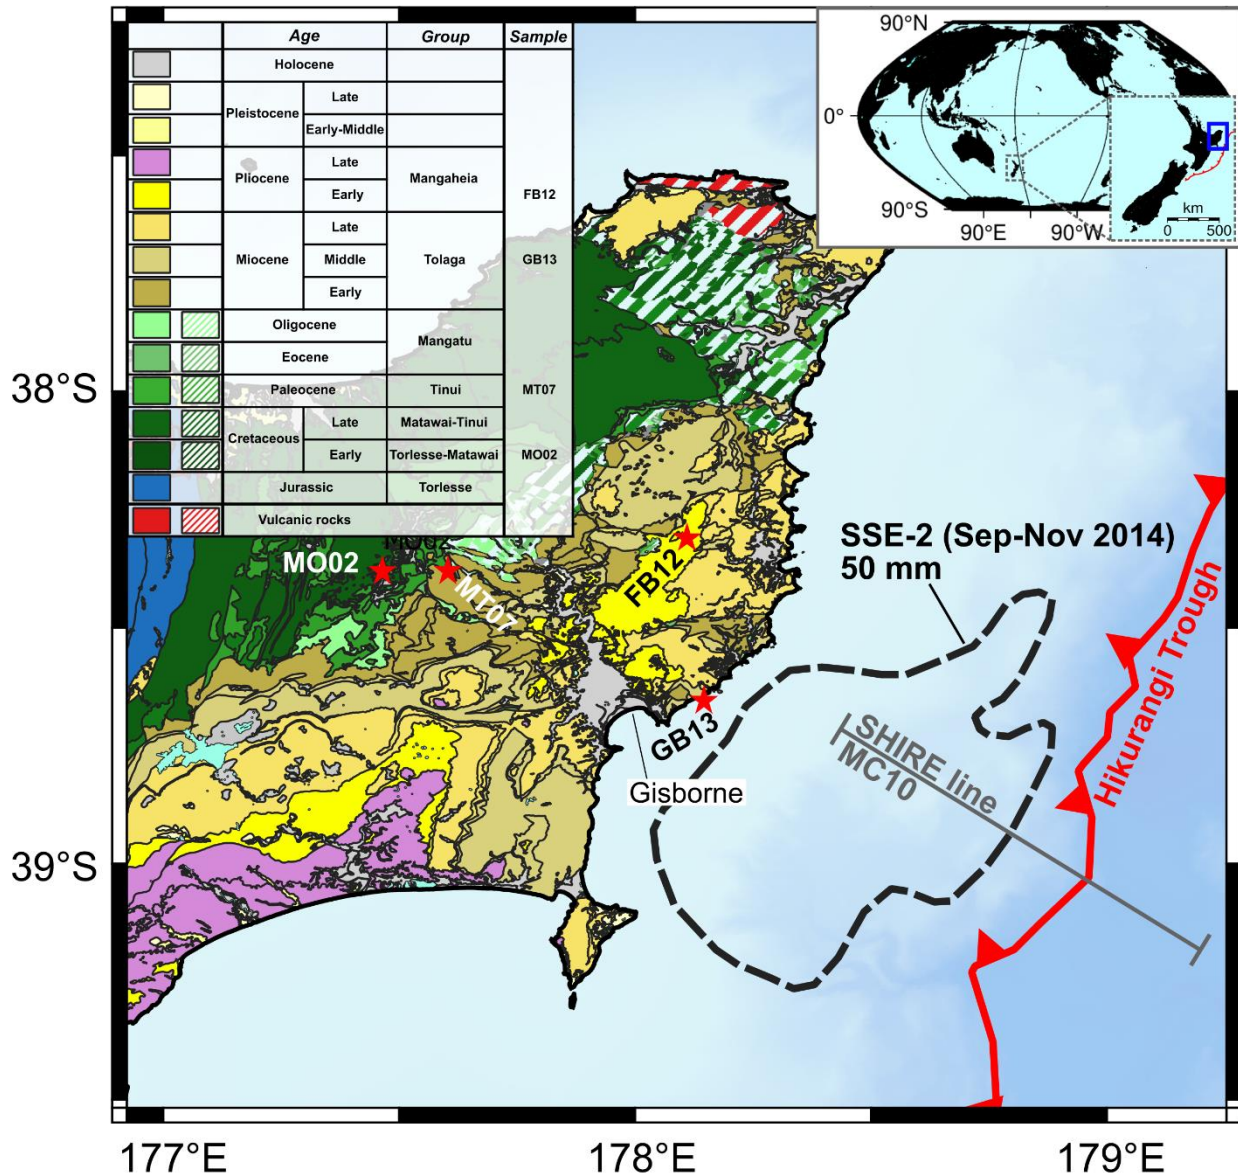 Age Group Sample
Holocene
Pleistocene Late
Early-Middle
Pliocene Late Mangaheia
Early FB12
Miocene Late Tolaga
Middle GB13
Early
Oligocene Mangatu
Eocene
Paleocene Tinui MT07
Cretaceous Late Matawai-Tinui
Early Torlesse-Matawai MO02
Jurassic Torlesse
Vulcanic rocks
90°N
0°
90°S
90°E 90°W
km
0 500
38°S
39°S
177°E 178°E 179°E
MO02
MO02
MT07
FB12
GB13
Gisborne
SSE-2 (Sep-Nov 2014)
50 mm
SHIRE line
MC10
Hikurangi Trough